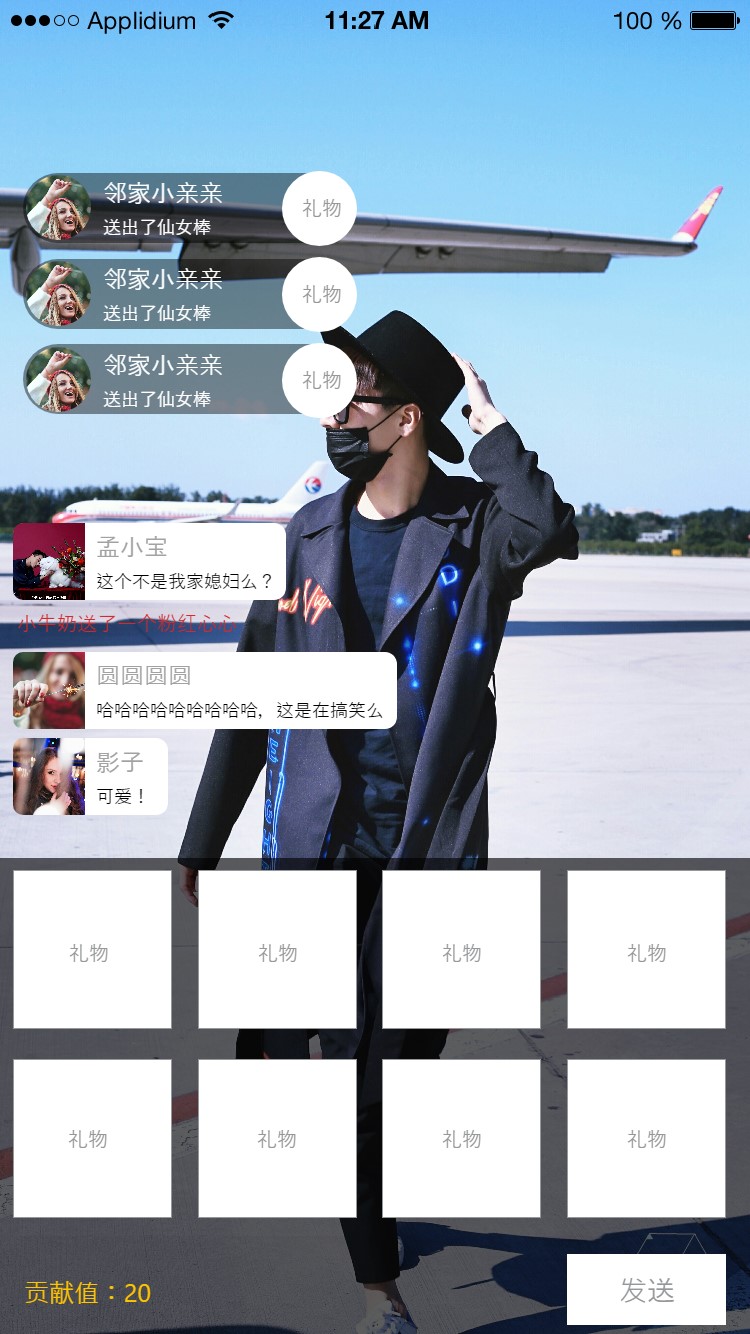 Applidium 11:27 AM 100 %
邻家小亲亲
送出了仙女棒
礼物
邻家小亲亲
送出了仙女棒
礼物
邻家小亲亲
送出了仙女棒
礼物
孟小宝
这个不是我家媳妇么？
小牛奶送了一个粉红心心
圆圆圆圆
哈哈哈哈哈哈哈哈哈，这是在搞笑么
影子
可爱！
礼物 礼物 礼物 礼物
礼物 礼物 礼物 礼物
贡献值：20
发送